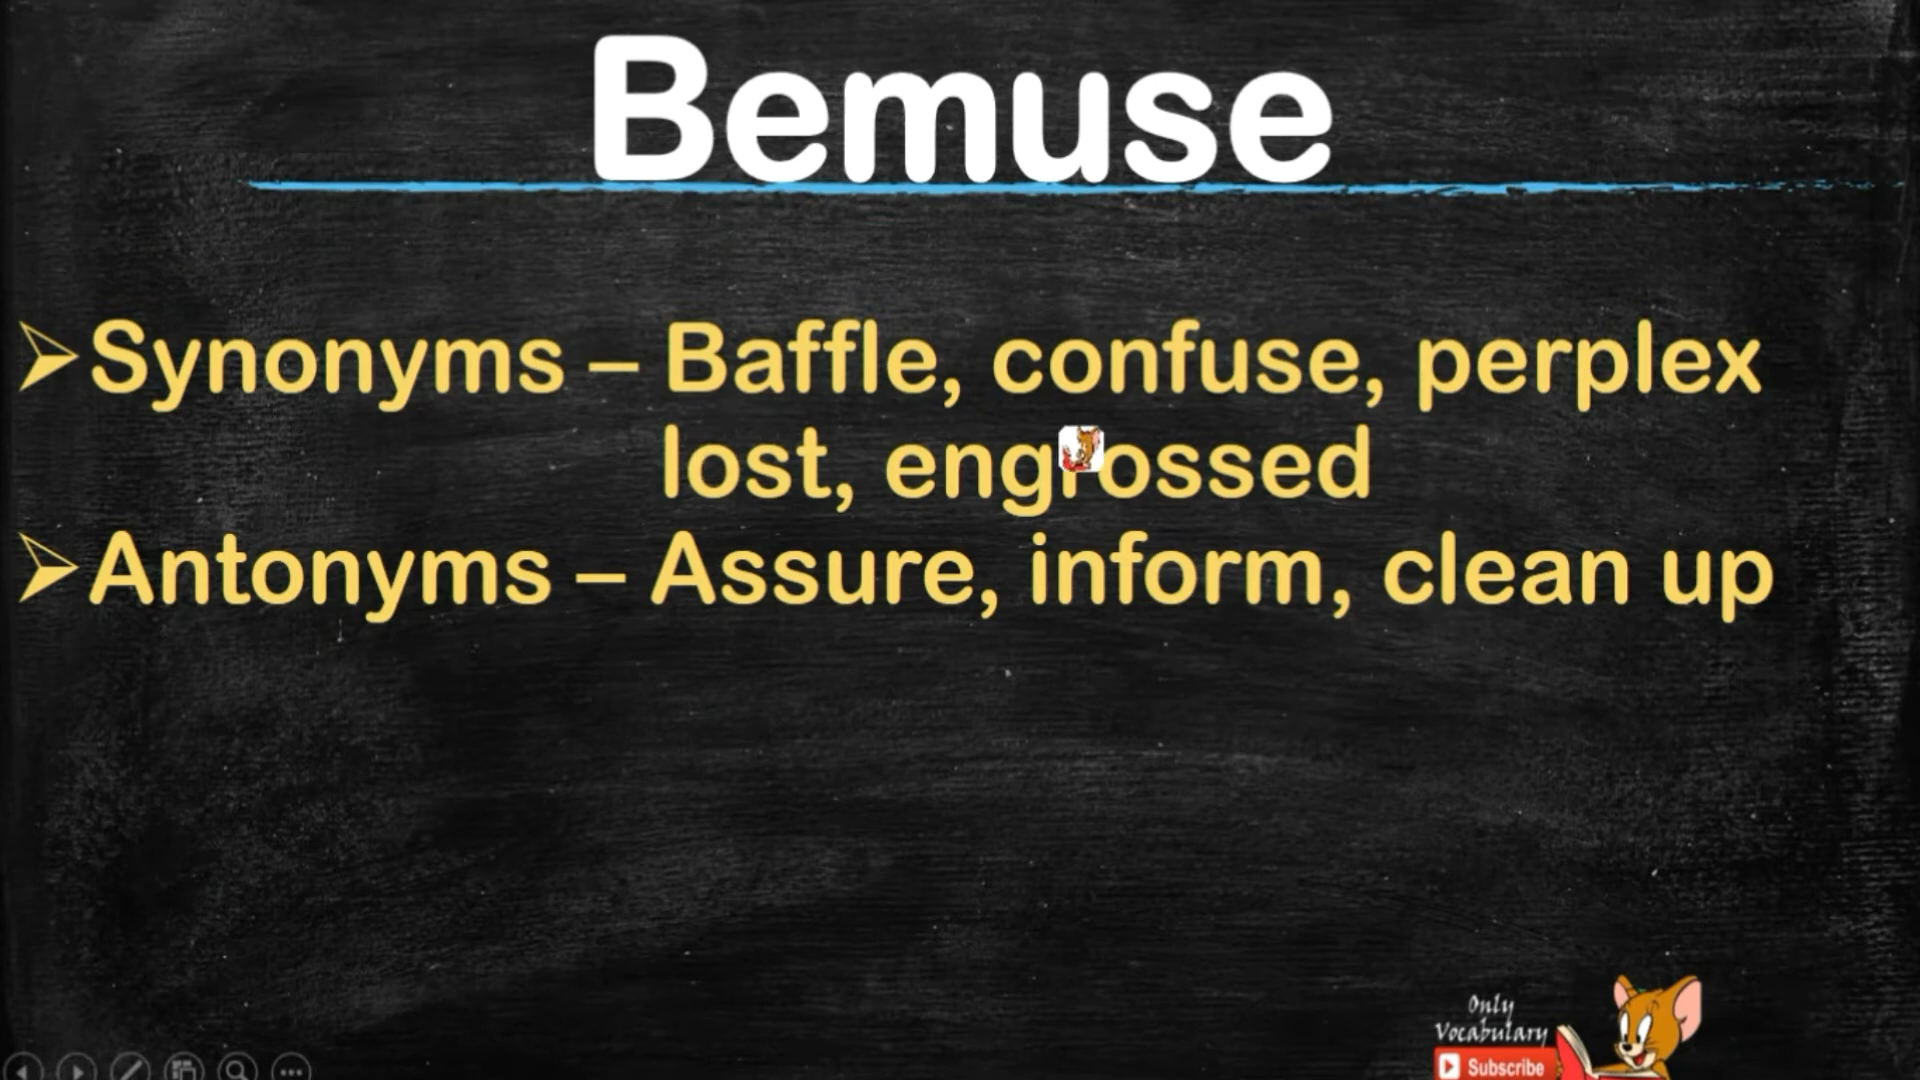 Bemuse
Synonyms – Baffle, confuse, perplex
lost, engrossed
Antonyms – Assure, inform, clean up
Only
Vocabulary
Subscribe